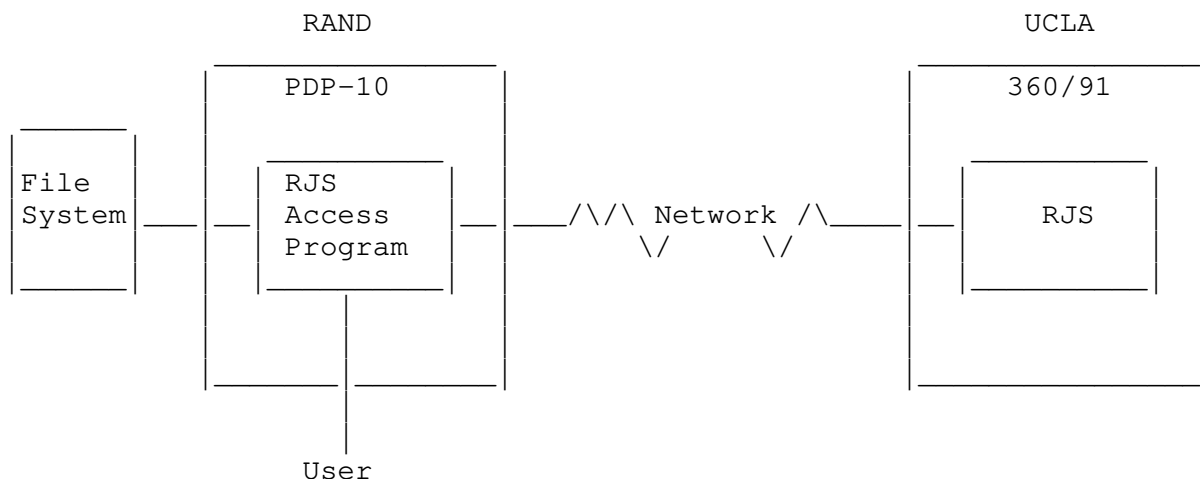 RAND
UCLA
PDP-10
360/91
File
System
RJS
Access
Program
Network
RJS
User